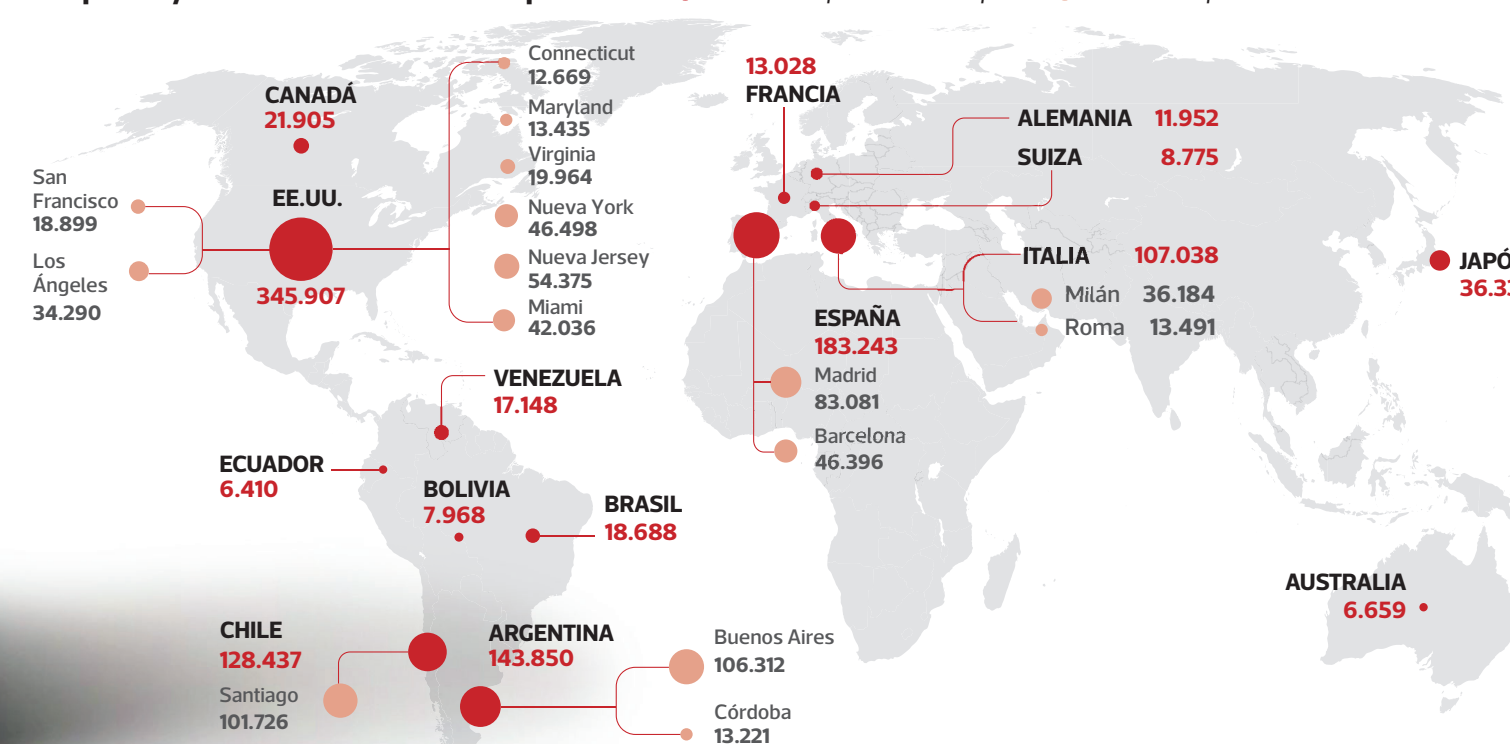 Connecticut
12.669
Maryland
13.435
Virginia
19.964
Nueva York
46.498
Nueva Jersey
54.375
Miami
42.036
CANADÁ
21.905
EE.UU.
345.907
San
Francisco
18.899
Los
Ángeles
34.290
13.028
FRANCIA
ALEMANIA 11.952
SUIZA 8.775
ITALIA 107.038
Milán 36.184
Roma 13.491
ESPAÑA
183.243
Madrid
83.081
Barcelona
46.396
VENEZUELA
17.148
ECUADOR
6.410
BOLIVIA
7.968
BRASIL
18.688
CHILE
128.437
Santiago
101.726
ARGENTINA
143.850
Buenos Aires
106.312
Córdoba
13.221
AUSTRALIA
6.659